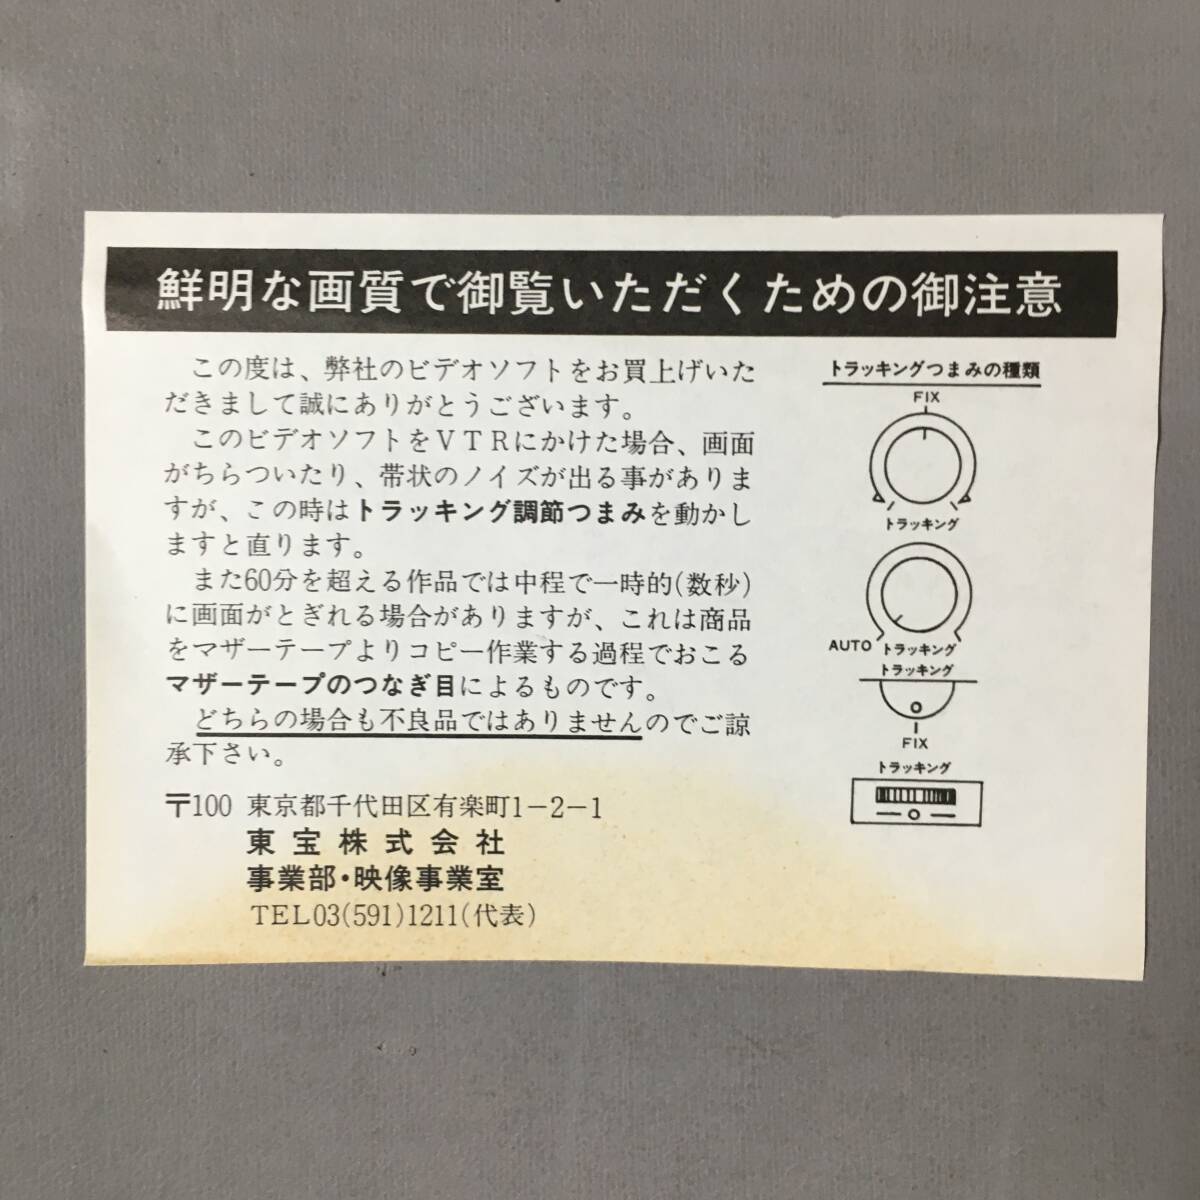 鮮明な画質で御覧いただくための御注意
この度は、弊社のビデオソフトをお買上げいた
だきまして誠にありがとうございます。
このビデオソフトをＶＴＲにかけた場合、画面
がちらついたり、帯状のノイズが出る事がありま
すが、この時はトラッキング調節つまみを動かし
ますと直ります。
また60分を超える作品では中程で一時的(数秒)
に画面がとぎれる場合がありますが、これは商品
をマザーテープよりコピー作業する過程でおこる
マザーテープのつなぎ目によるものです。
どちらの場合も不良品ではありませんのでご諒
承下さい。
〒100 東京都千代田区有楽町1−2−1
東宝株式会社
事業部・映像事業室
TEL03(591)1211(代表)
トラッキングつまみの種類
FIX
トラッキング
AUTO トラッキング
トラッキング
FIX
トラッキング